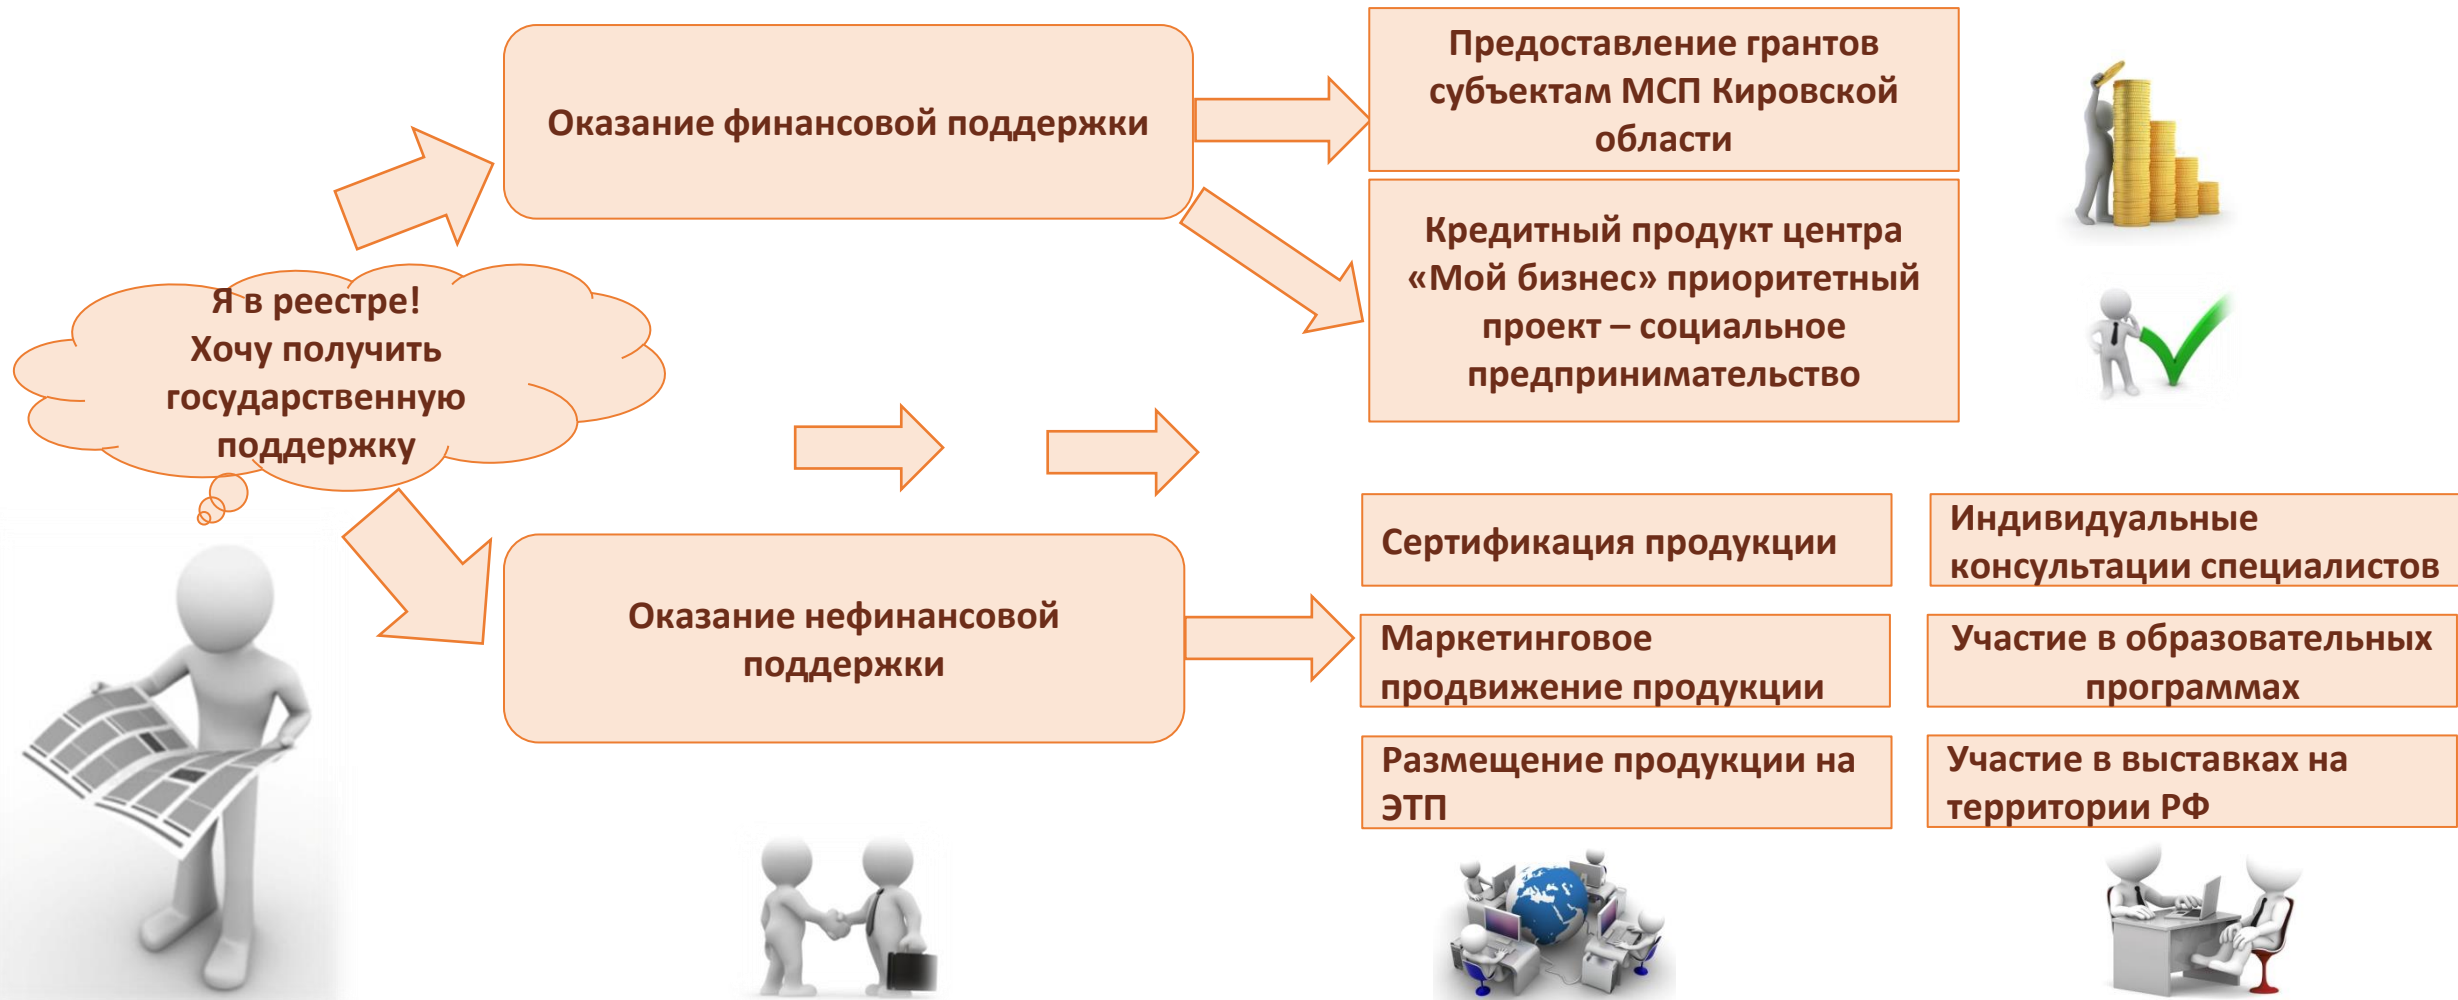 Оказание финансовой поддержки
Предоставление грантов
субъектам МСП Кировской
области
Кредитный продукт центра
«Мой бизнес» приоритетный
проект – социальное
предпринимательство
Я в реестре!
Хочу получить
государственную
поддержку
Оказание нефинансовой
поддержки
Сертификация продукции
Индивидуальные
консультации специалистов
Маркетинговое
продвижение продукции
Участие в образовательных
программах
Размещение продукции на
ЭТП
Участие в выставках на
территории РФ